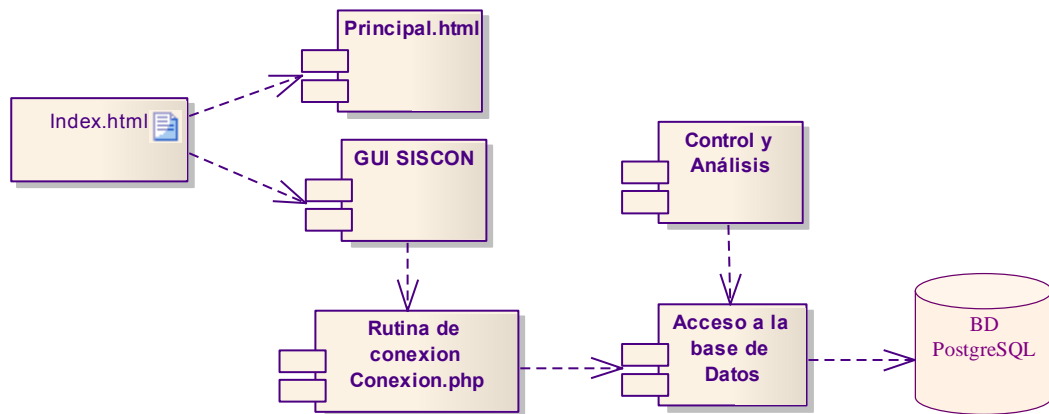 Principal.html
Index.html
GUI SISCON
Control y
Análisis
Rutina de
conexion
Conexion.php
Acceso a la
base de
Datos
BD
PostgreSQL